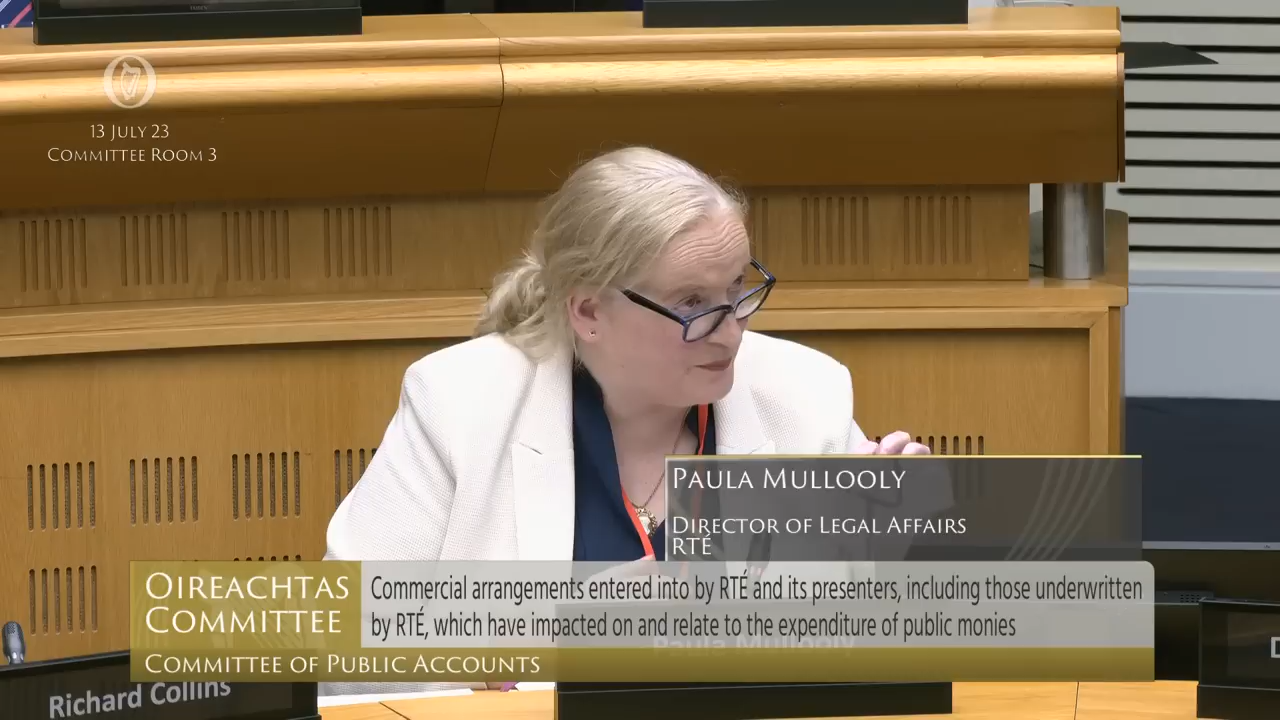 13 July 23
Committee Room 3
Paula Mullooly
Director of Legal Affairs
RTÉ
Oireachtas
Committee
Commercial arrangements entered into by RTÉ and its presenters, including those underwritten
by RTÉ, which have impacted on and relate to the expenditure of public monies
Paula Mullooly
Committee of Public Accounts
Richard Collins